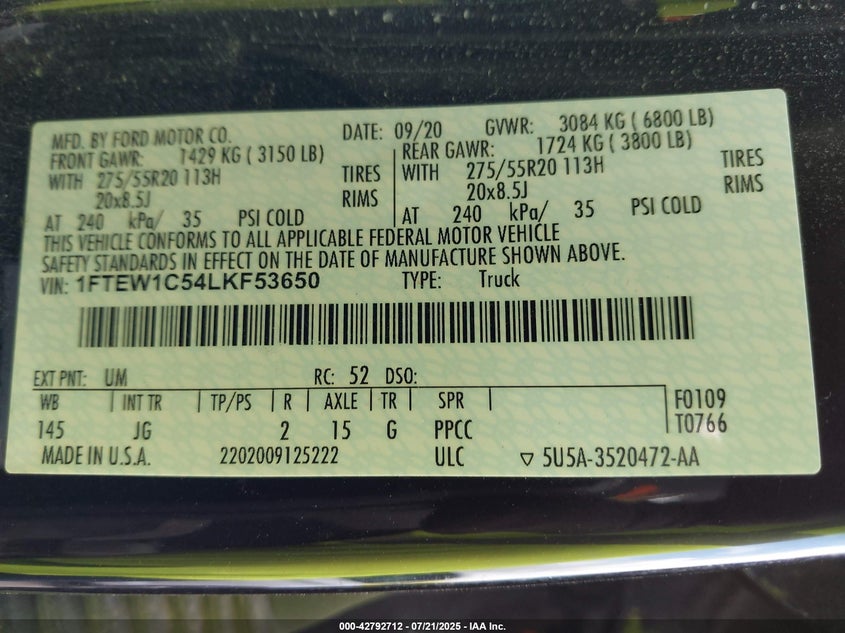 MFD. BY FORD MOTOR CO. DATE: 09/20 GVWR: 3084 KG ( 6800 LB)
FRONT GAWR: 1429 KG ( 3150 LB) REAR GAWR: 1724 KG ( 3800 LB)
WITH 275/55R20 113H TIRES WITH 275/55R20 113H TIRES
20x8.5J RIMS 20x8.5J RIMS
AT 240 kPa/ 35 PSI COLD AT 240 kPa/ 35 PSI COLD
THIS VEHICLE CONFORMS TO ALL APPLICABLE FEDERAL MOTOR VEHICLE
SAFETY STANDARDS IN EFFECT ON THE DATE OF MANUFACTURE SHOWN ABOVE.
VIN: 1FTEW1C54LKF53650 TYPE: Truck
EXT PNT: UM RC: 52 DSO:
WB INT TR TP/PS R AXLE TR SPR F0109
145 JG 2 15 G PPCC T0766
MADE IN U.S.A. 2202009125222 ULC ▽ 5U5A-3520472-AA
000-42792712 - 07/21/2025 - IAA Inc.